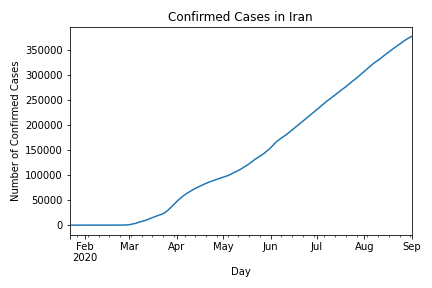 Confirmed Cases in Iran
Number of Confirmed Cases
350000
300000
250000
200000
150000
100000
50000
0
Feb Mar Apr May Jun Jul Aug Sep
2020
Day